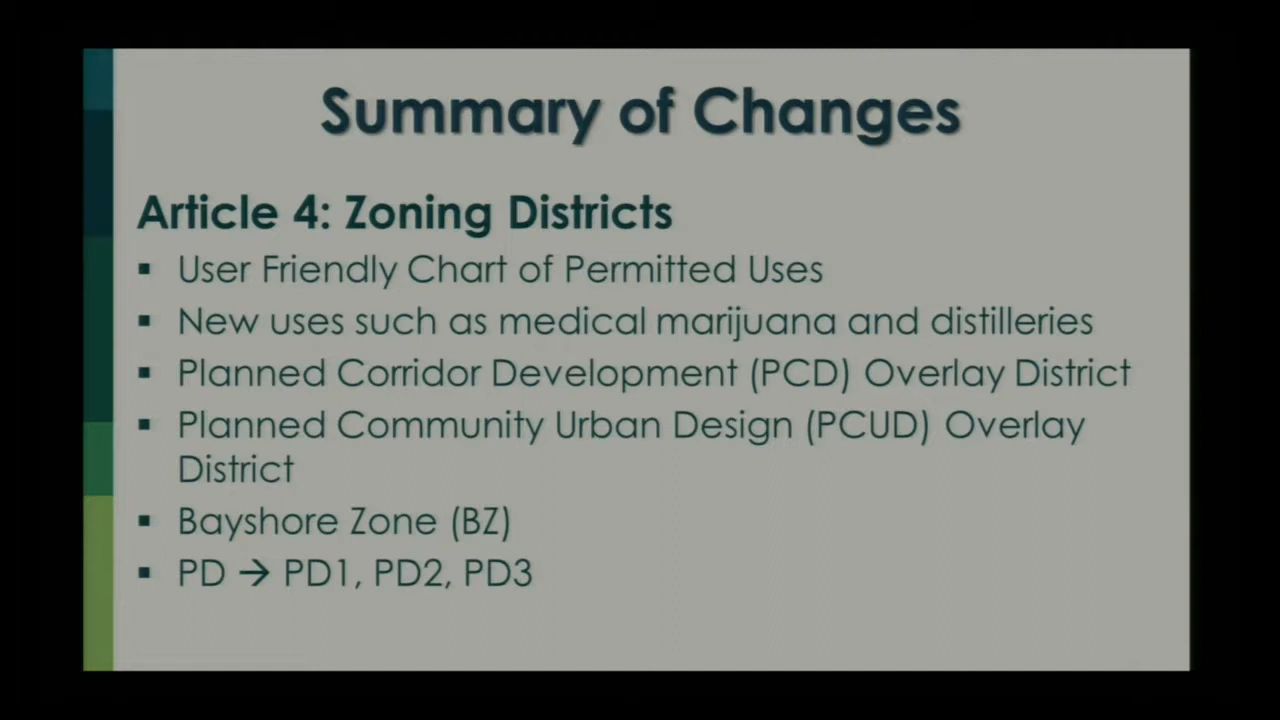 Summary of Changes
Article 4: Zoning Districts
▪ User Friendly Chart of Permitted Uses
▪ New uses such as medical marijuana and distilleries
▪ Planned Corridor Development (PCD) Overlay District
▪ Planned Community Urban Design (PCUD) Overlay
District
▪ Bayshore Zone (BZ)
▪ PD → PD1, PD2, PD3